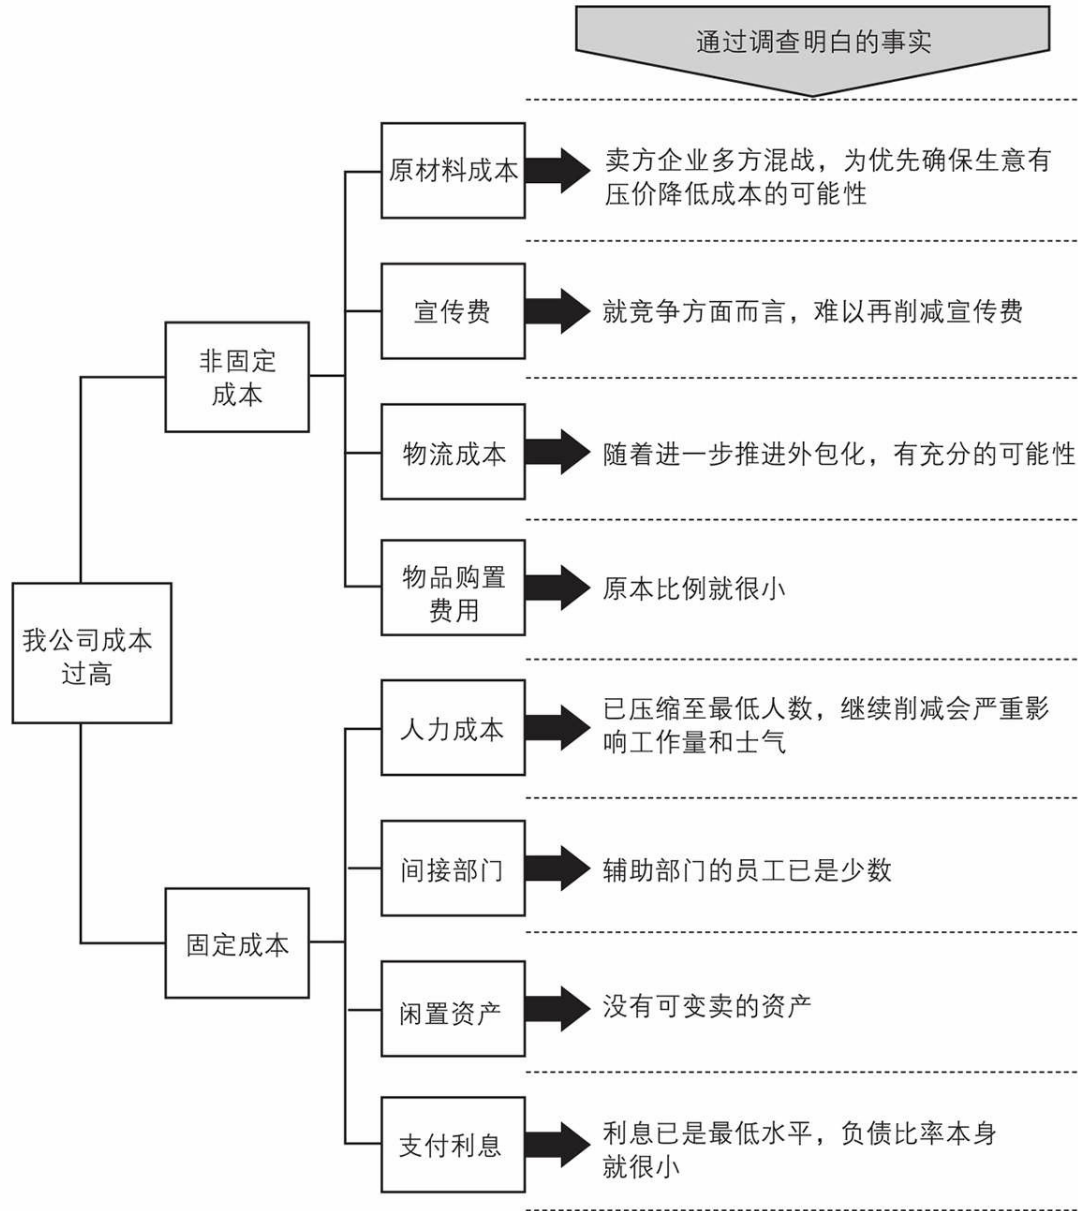 通过调查明白的事实
原材料成本
卖方企业多方混战，为优先确保生意有
压价降低成本的可能性
宣传费
就竞争方面而言，难以再削减宣传费
非固定
成本
物流成本
随着进一步推进外包化，有充分的可能性
物品购置
费用
原本比例就很小
我公司成本
过高
人力成本
已压缩至最低人数，继续削减会严重影
响工作量和士气
间接部门
辅助部门的员工已是少数
固定成本
闲置资产
没有可变卖的资产
支付利息
利息已是最低水平，负债比率本身
就很小